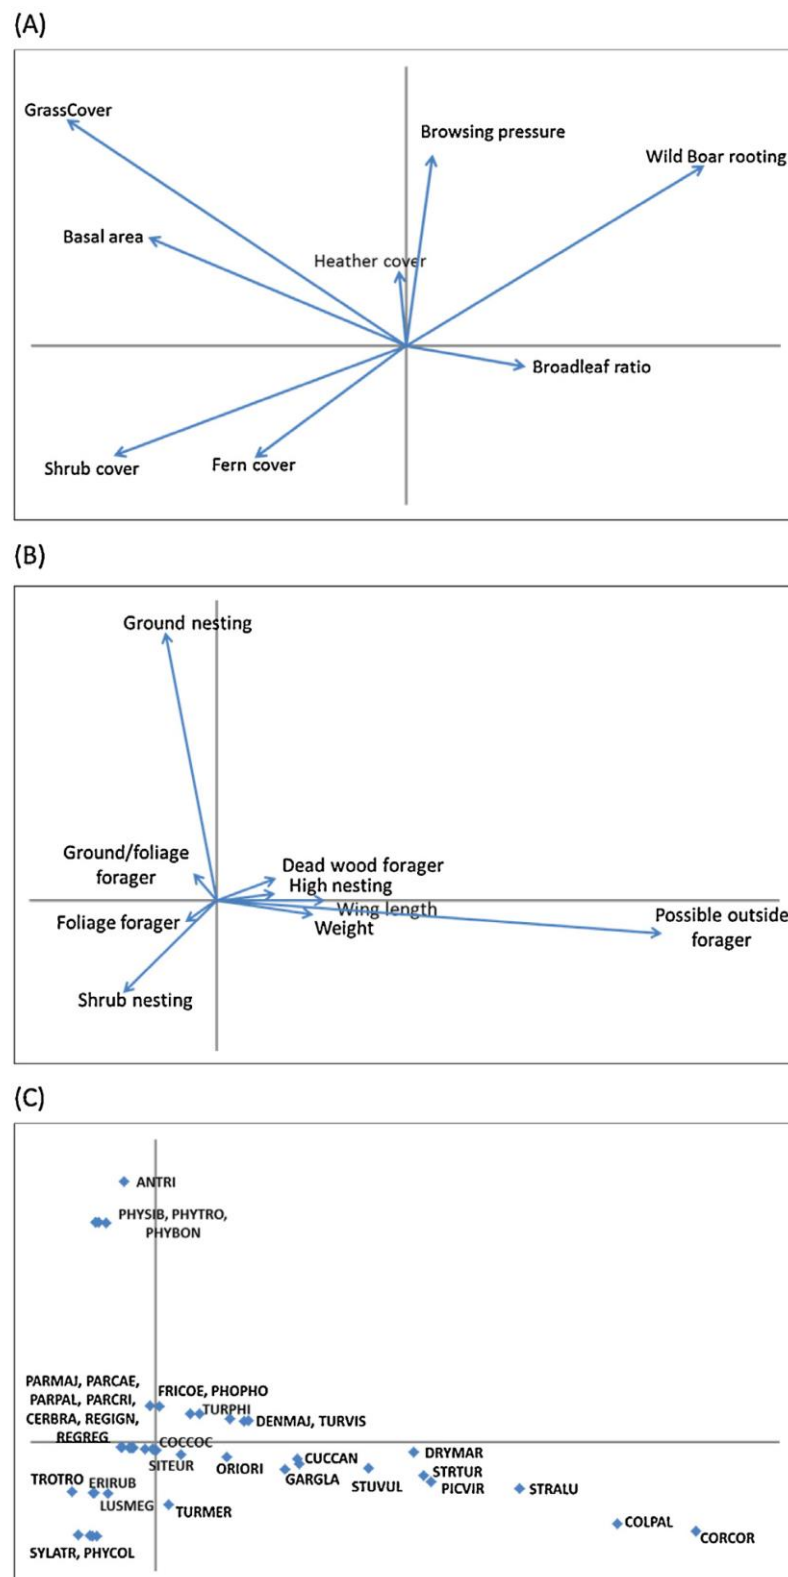 (A)
GrassCover
Browsing pressure
Wild Boar rooting
Basal area
Heather cover
Broadleaf ratio
Shrub cover
Fern cover
(B)
Ground nesting
Ground/foliage
forager
Dead wood forager
High nesting
Wing length
Foliage forager
Weight
Possible outside
forager
Shrub nesting
(C)
ANTRI
PHYSIB, PHYTRO,
PHYBON
PARMAJ, PARCAE,
PARPAL, PARCRI,
CERBRA, REGIGN,
REGREG
FRICOE, PHOPHO
TURPHI
DENMAJ, TURVIS
COCCOC
SITEUR
ORIORI
CUCCAN
GARGLA
DRYMAR
STRTUR
PICVIR
STUVUL
STRALU
TROTRO
ERIRUB
LUSMEG
TURMER
COLPAL
CORCOR
SYLATR, PHYCOL